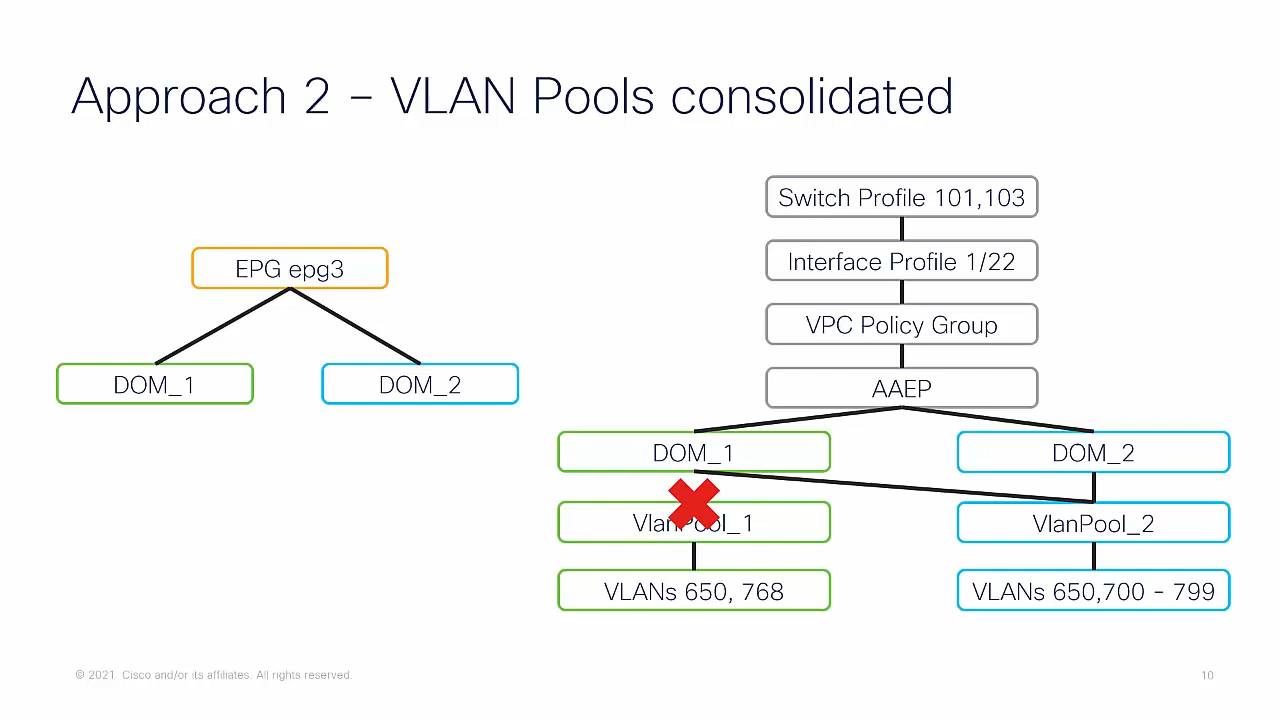 Approach 2 – VLAN Pools consolidated
Switch Profile 101,103
Interface Profile 1/22
EPG epg3
VPC Policy Group
DOM_1
DOM_2
AAEP
DOM_1
DOM_2
VlanPool_1
VlanPool_2
VLANs 650, 768
VLANs 650,700 - 799
© 2021 Cisco and/or its affiliates. All rights reserved.
10